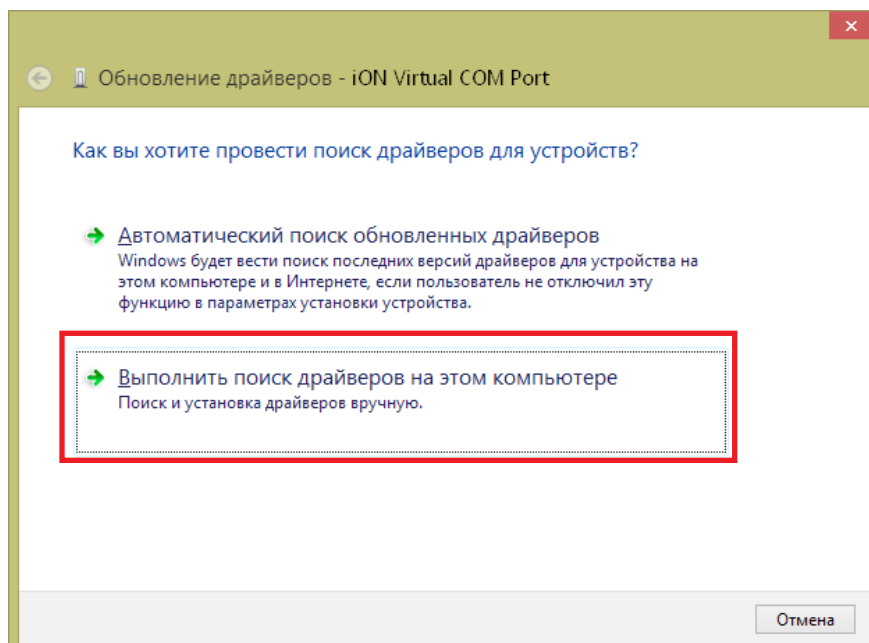 Обновление драйверов - iON Virtual COM Port
Как вы хотите провести поиск драйверов для устройств?
Автоматический поиск обновленных драйверов
Windows будет вести поиск последних версий драйверов для устройства на
этом компьютере и в Интернете, если пользователь не отключил эту
функцию в параметрах установки устройства.
Выполнить поиск драйверов на этом компьютере
Поиск и установка драйверов вручную.
Отмена